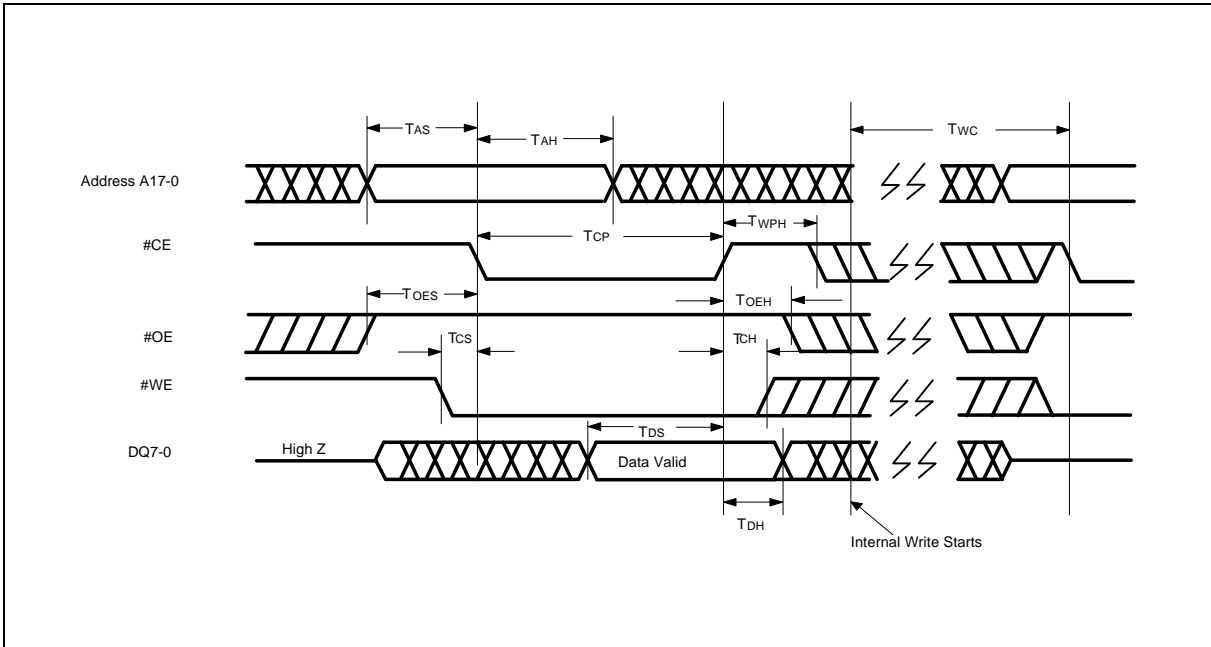 TAS
TAH
TWC
Address A17-0
TWPH
TCP
#CE
TOES
TOEH
#OE
TCS
TCH
#WE
TDS
DQ7-0
High Z
Data Valid
TDH
Internal Write Starts